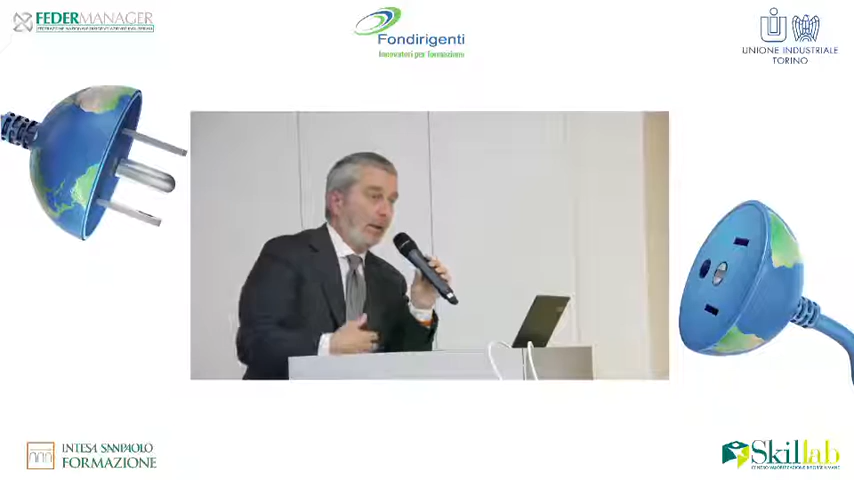 FEDERMANAGER
Fondirigenti
Innovatori per formazione
UNIONE INDUSTRIALE
TORINO
INTESA SANPAOLO
FORMAZIONE
Skillab